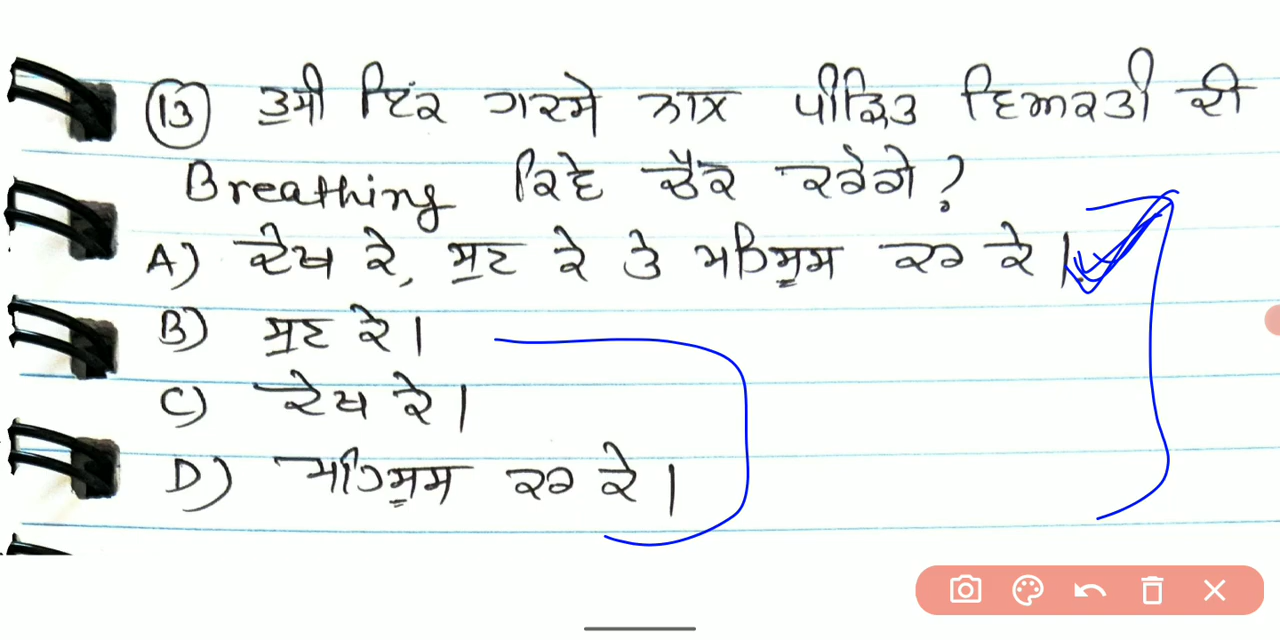 13 ਤੁਸੀ ਇੱਕ ਹਾਦਸੇ ਨਾਲ ਪੀੜਿਤ ਵਿਅਕਤੀ ਦੀ
Breathing ਕਿਵੇ ਚੈਕ ਕਰੋਗੇ?
A) ਦੇਖ ਕੇ, ਸੁਣ ਕੇ ਤੇ ਮਹਿਸੂਸ ਕਰ ਕੇ।
B) ਸੁਣ ਕੇ।
C) ਦੇਖ ਕੇ।
D) ਮਹਿਸੂਸ ਕਰ ਕੇ।